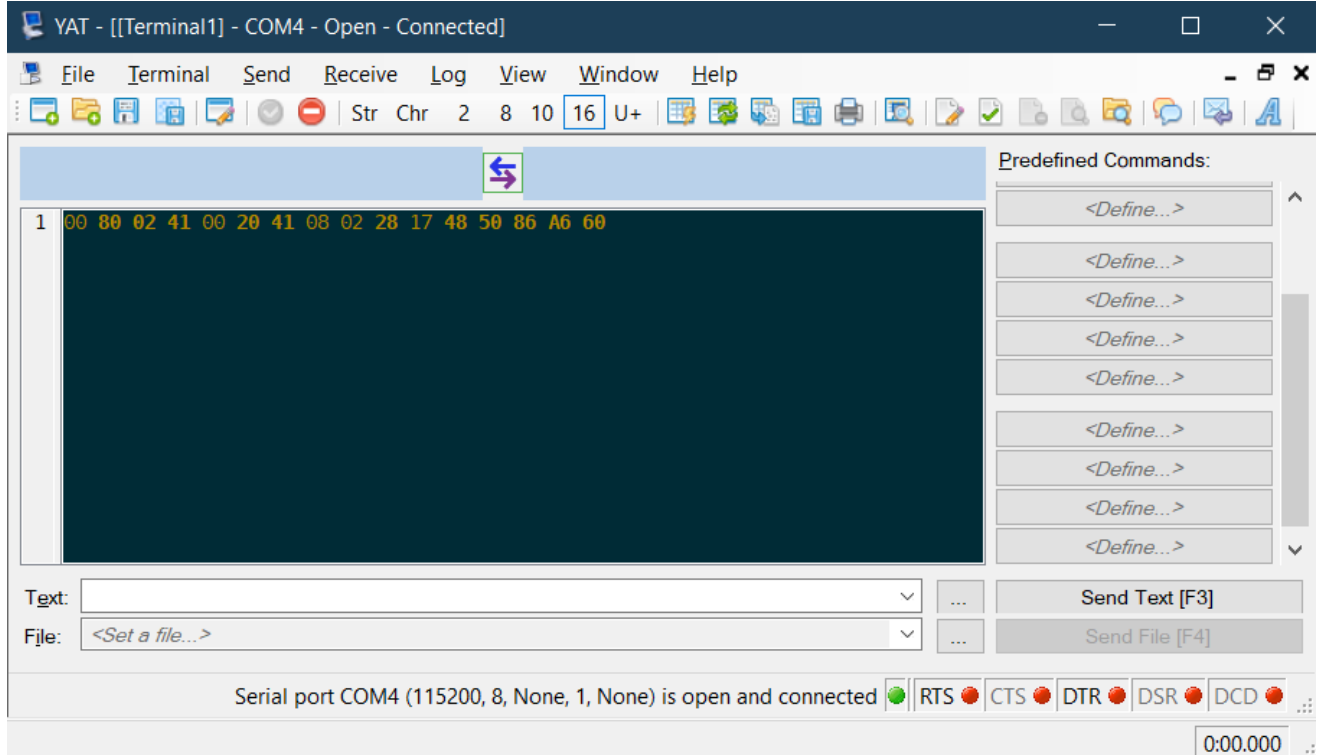 YAT - [[Terminal1] - COM4 - Open - Connected]
File Terminal Send Receive Log View Window Help
Str Chr 2 8 10 16 U+
Predefined Commands:
1 00 80 02 41 00 20 41 08 02 28 17 48 50 86 A6 60
<Define...>
<Define...>
<Define...>
<Define...>
<Define...>
<Define...>
<Define...>
<Define...>
<Define...>
Text: ... Send Text [F3]
File: <Set a file...> ... Send File [F4]
Serial port COM4 (115200, 8, None, 1, None) is open and connected RTS CTS DTR DSR DCD
0:00.000